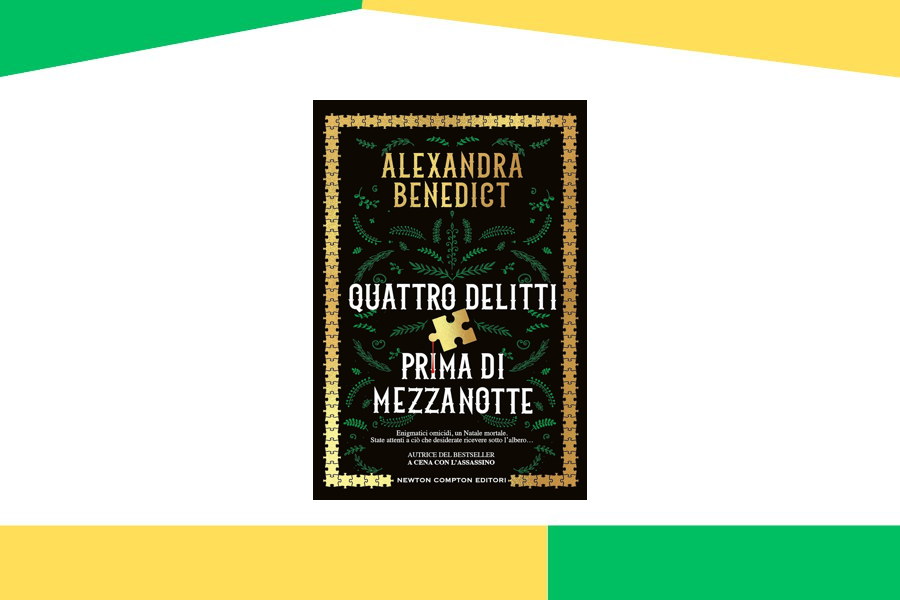 ALEXANDRA
BENEDICT
QUATTRO DELITTI
PRIMA DI
MEZZANOTTE
Enigmatici omicidi, un Natale mortale.
State attenti a ciò che desiderate ricevere sotto l'albero...
AUTRICE DEL BESTSELLER
A CENA CON L'ASSASSINO
NEWTON COMPTON EDITORI